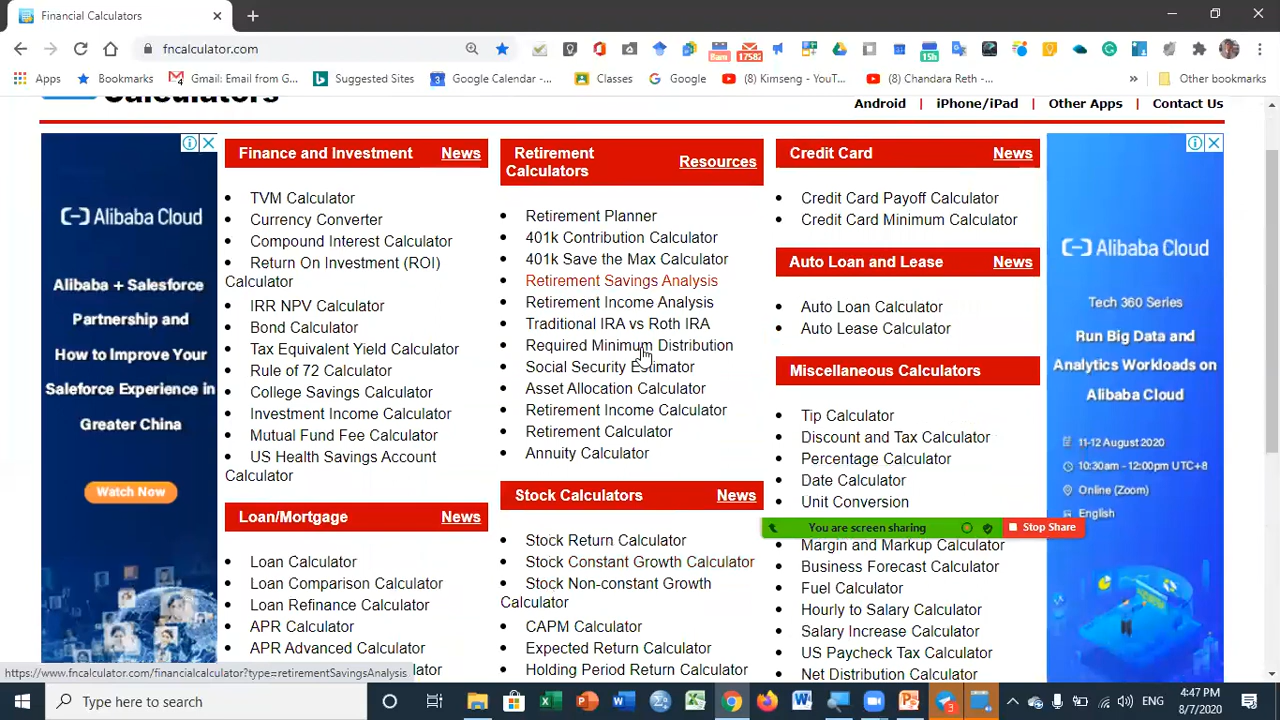 Financial Calculators
fncalculator.com
8am
17582
15h
Apps
Bookmarks
Gmail: Email from G...
Suggested Sites
Google Calendar -...
Classes
Google
(8) Kimseng - YouT...
(8) Chandara Reth -...
Other bookmarks
Calculators
Android | iPhone/iPad | Other Apps | Contact Us
Alibaba Cloud
Alibaba + Salesforce
Partnership and
How to Improve Your
Saleforce Experience in
Greater China
Watch Now
Finance and Investment News
TVM Calculator
Currency Converter
Compound Interest Calculator
Return On Investment (ROI)
Calculator
IRR NPV Calculator
Bond Calculator
Tax Equivalent Yield Calculator
Rule of 72 Calculator
College Savings Calculator
Investment Income Calculator
Mutual Fund Fee Calculator
US Health Savings Account
Calculator
Loan/Mortgage News
Loan Calculator
Loan Comparison Calculator
Loan Refinance Calculator
APR Calculator
APR Advanced Calculator
Retirement
Calculators Resources
Retirement Planner
401k Contribution Calculator
401k Save the Max Calculator
Retirement Savings Analysis
Retirement Income Analysis
Traditional IRA vs Roth IRA
Required Minimum Distribution
Social Security Estimator
Asset Allocation Calculator
Retirement Income Calculator
Retirement Calculator
Annuity Calculator
Stock Calculators News
Stock Return Calculator
Stock Constant Growth Calculator
Stock Non-constant Growth
Calculator
CAPM Calculator
Expected Return Calculator
Holding Period Return Calculator
Credit Card News
Credit Card Payoff Calculator
Credit Card Minimum Calculator
Auto Loan and Lease News
Auto Loan Calculator
Auto Lease Calculator
Miscellaneous Calculators
Tip Calculator
Discount and Tax Calculator
Percentage Calculator
Date Calculator
Unit Conversion
You are screen sharing
Stop Share
Margin and Markup Calculator
Business Forecast Calculator
Fuel Calculator
Hourly to Salary Calculator
Salary Increase Calculator
US Paycheck Tax Calculator
Net Distribution Calculator
Alibaba Cloud
Tech 360 Series
Run Big Data and
Analytics Workloads on
Alibaba Cloud
11-12 August 2020
10:30am - 12:00pm UTC+8
Online (Zoom)
English
https://www.fncalculator.com/financialcalculator?type=retirementSavingsAnalysis
Type here to search
3
ENG
4:47 PM
8/7/2020